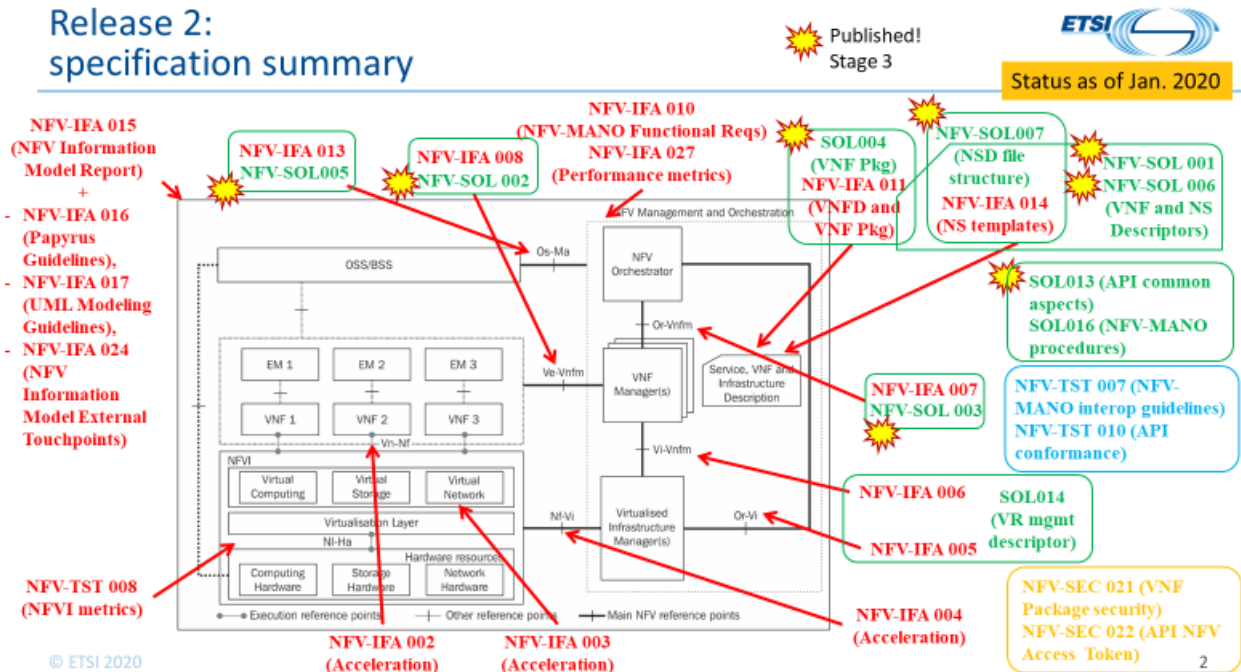 Release 2:
specification summary
Published!
Stage 3
ETSI
Status as of Jan. 2020
NFV-IFA 015
(NFV Information
Model Report)
+
- NFV-IFA 016
(Papyrus
Guidelines),
- NFV-IFA 017
(UML Modeling
Guidelines),
- NFV-IFA 024
(NFV
Information
Model External
Touchpoints)
NFV-IFA 013
NFV-SOL005
NFV-IFA 008
NFV-SOL 002
NFV-IFA 010
(NFV-MANO Functional Reqs)
NFV-IFA 027
(Performance metrics)
SOL004
(VNF Pkg)
NFV-IFA 011
(VNFD and
VNF Pkg)
NFV-SOL007
(NSD file
structure)
NFV-IFA 014
(NS templates)
NFV-SOL 001
NFV-SOL 006
(VNF and NS
Descriptors)
SOL013 (API common
aspects)
SOL016 (NFV-MANO
procedures)
NFV-IFA 007
NFV-SOL 003
NFV-TST 007 (NFV-
MANO interop guidelines)
NFV-TST 010 (API
conformance)
NFV-IFA 006
SOL014
(VR mgmt
descriptor)
NFV-IFA 005
NFV-SEC 021 (VNF
Package security)
NFV-SEC 022 (API NFV
Access Token)
NFV-IFA 004
(Acceleration)
NFV-IFA 003
(Acceleration)
NFV-IFA 002
(Acceleration)
NFV-TST 008
(NFVI metrics)
NFV Management and Orchestration
OSS/BSS
Os-Ma
NFV
Orchestrator
Or-Vnfm
EM 1
EM 2
EM 3
Ve-Vnfm
VNF
Manager(s)
Service, VNF and
Infrastructure
Description
VNF 1
VNF 2
VNF 3
Vn-Nf
Vi-Vnfm
NFVI
Virtual
Computing
Virtual
Storage
Virtual
Network
Virtualisation Layer
Nf-Vi
Virtualised
Infrastructure
Manager(s)
Or-Vi
NI-Ha
Hardware resources
Computing
Hardware
Storage
Hardware
Network
Hardware
Execution reference points
Other reference points
Main NFV reference points
© ETSI 2020
2